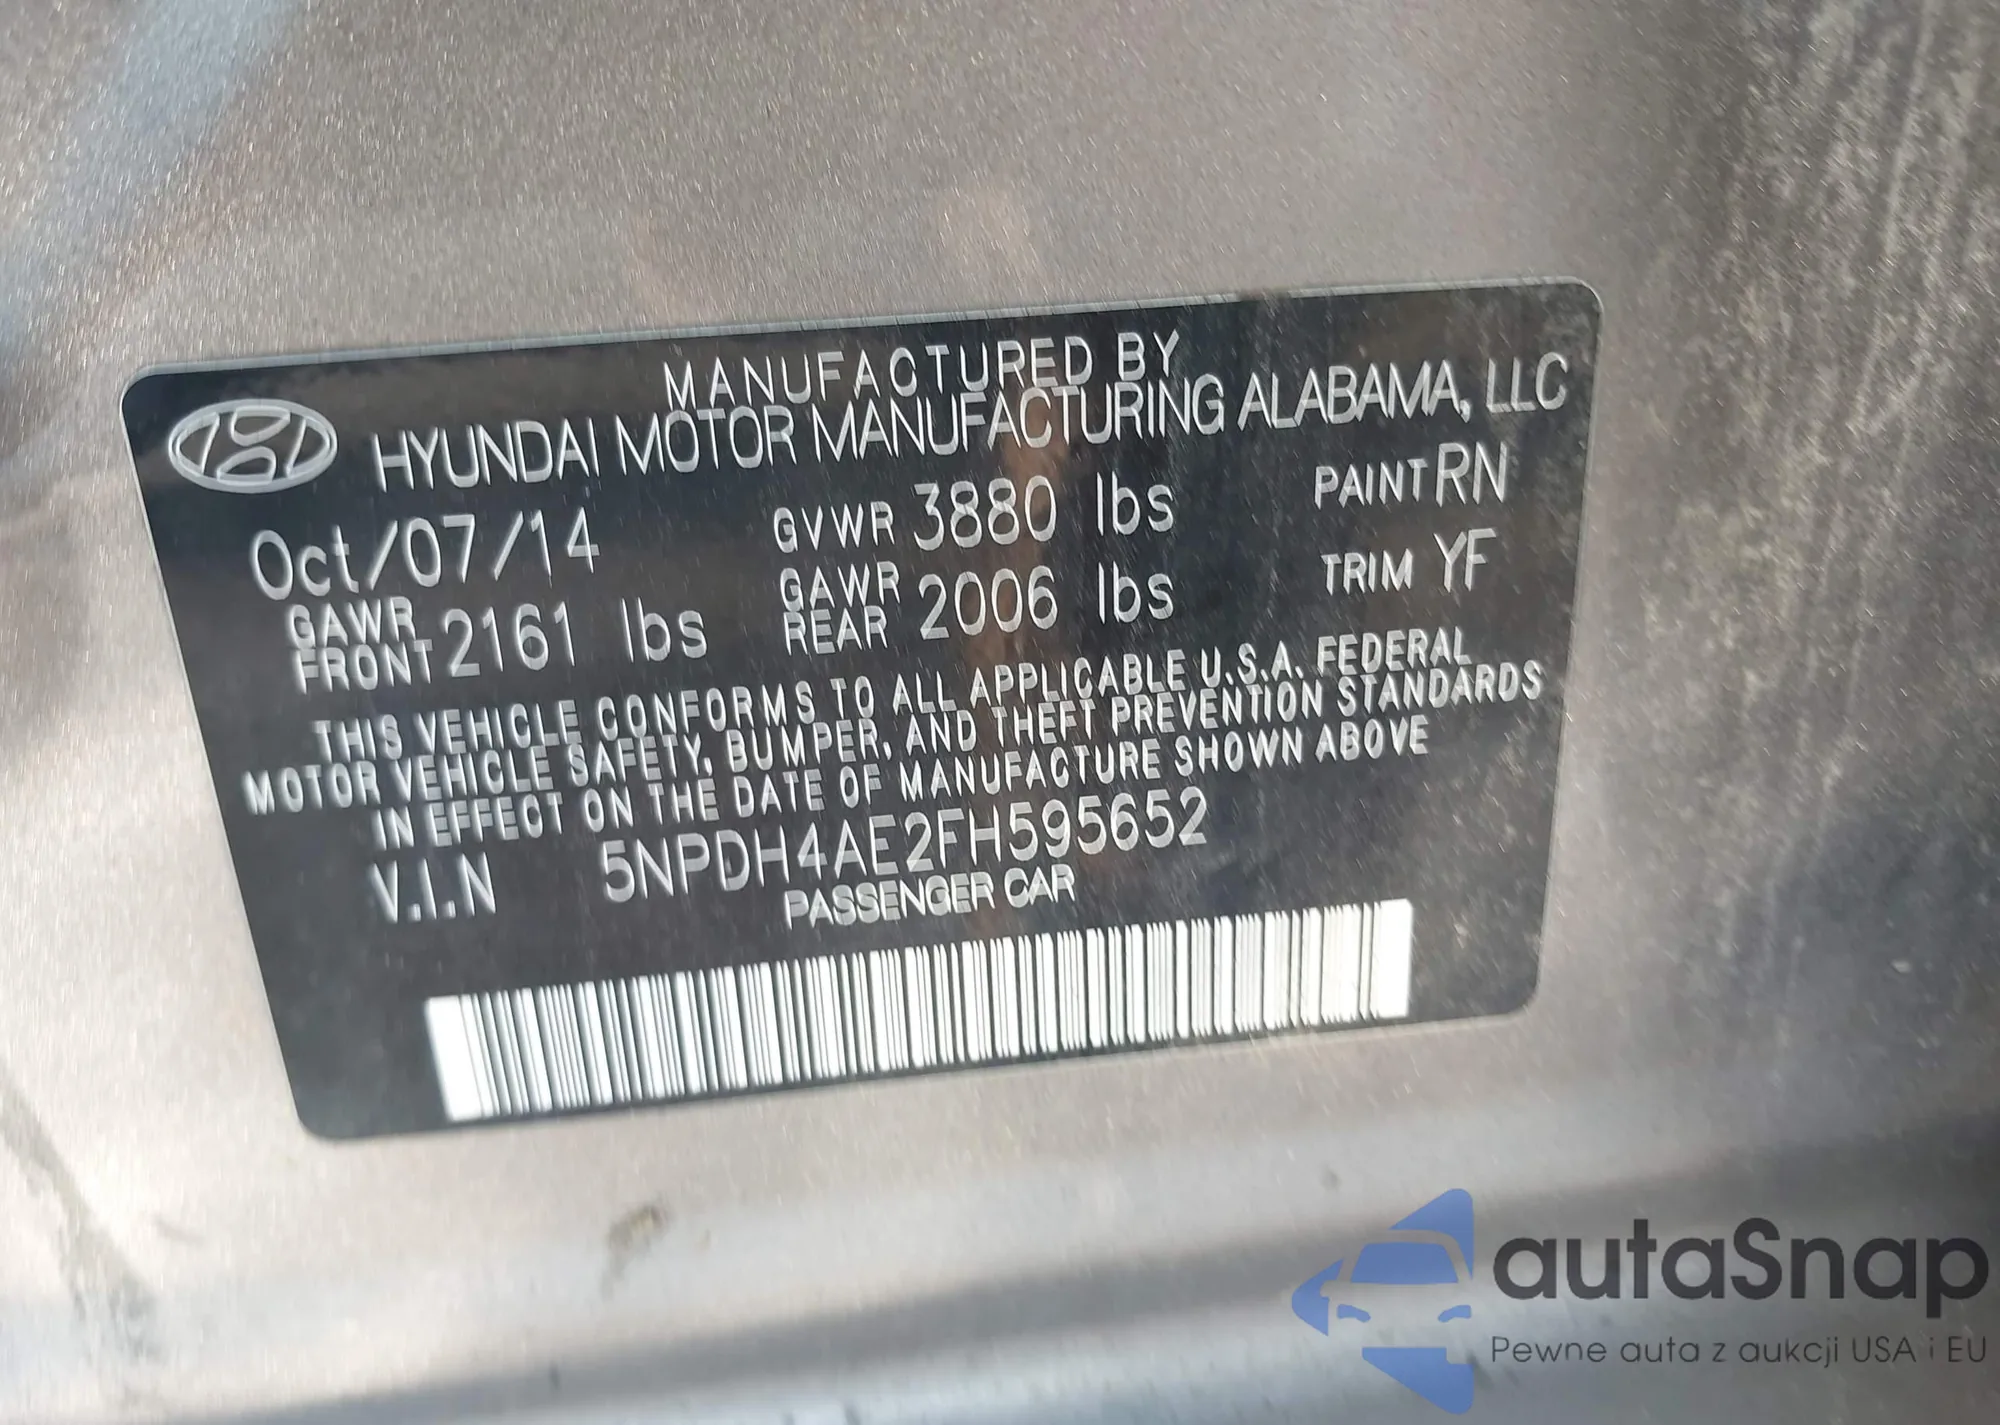 MANUFACTURED BY
HYUNDAI MOTOR MANUFACTURING ALABAMA, LLC
Oct/07/14 GVWR 3880 lbs PAINT RN
GAWR FRONT 2161 lbs GAWR REAR 2006 lbs TRIM YF
THIS VEHICLE CONFORMS TO ALL APPLICABLE U.S.A. FEDERAL
MOTOR VEHICLE SAFETY, BUMPER, AND THEFT PREVENTION STANDARDS
IN EFFECT ON THE DATE OF MANUFACTURE SHOWN ABOVE
V.I.N 5NPDH4AE2FH595652
PASSENGER CAR
autaSnap
Pewne auta z aukcji USA i EU